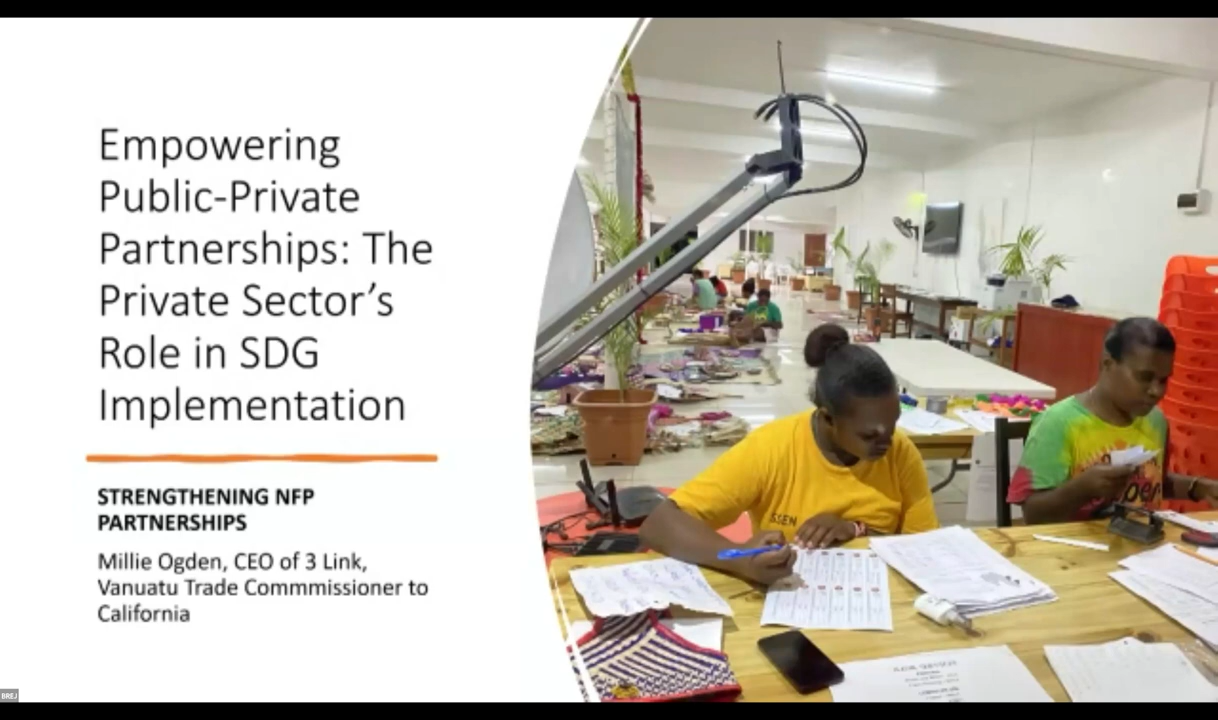 Empowering
Public-Private
Partnerships: The
Private Sector’s
Role in SDG
Implementation
STRENGTHENING NFP
PARTNERSHIPS
Millie Ogden, CEO of 3 Link,
Vanuatu Trade Commmissioner to
California
BREJ